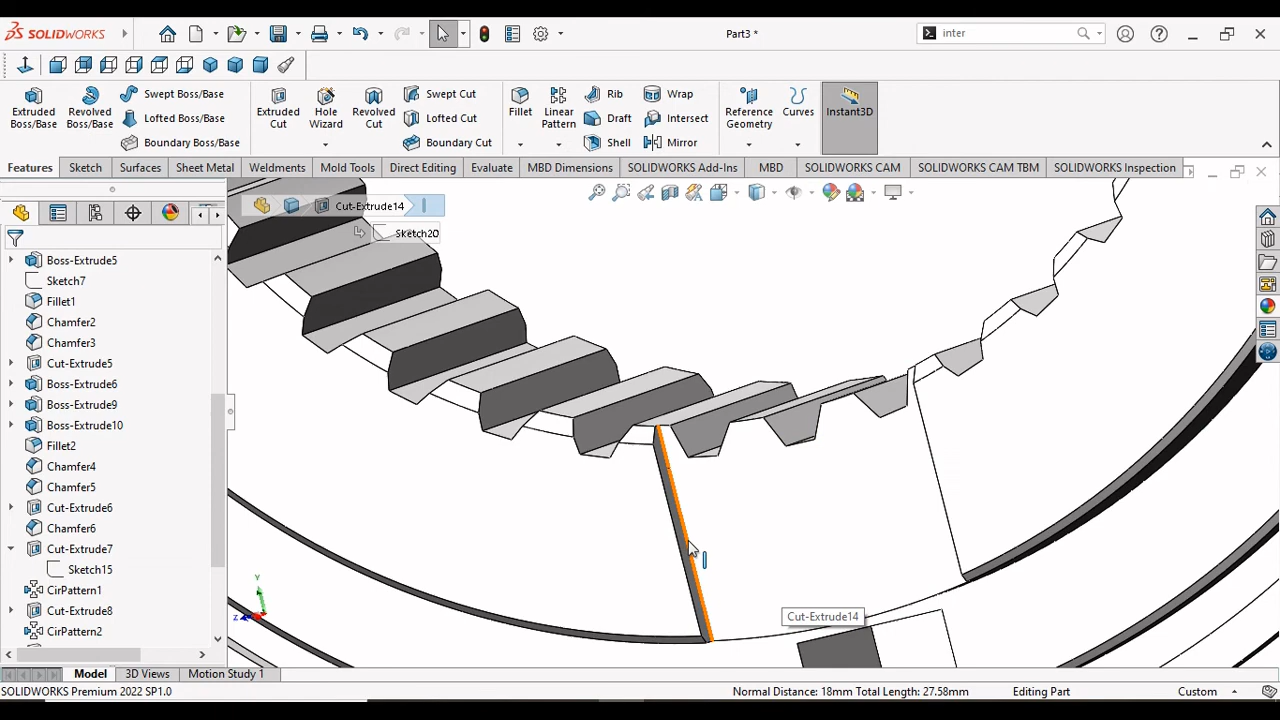 SOLIDWORKS
Part3 *
inter
Extruded Boss/Base
Revolved Boss/Base
Swept Boss/Base
Lofted Boss/Base
Boundary Boss/Base
Extruded Cut
Hole Wizard
Revolved Cut
Swept Cut
Lofted Cut
Boundary Cut
Fillet
Linear Pattern
Rib
Draft
Shell
Wrap
Intersect
Mirror
Reference Geometry
Curves
Instant3D
Features
Sketch
Surfaces
Sheet Metal
Weldments
Mold Tools
Direct Editing
Evaluate
MBD Dimensions
SOLIDWORKS Add-Ins
MBD
SOLIDWORKS CAM
SOLIDWORKS CAM TBM
SOLIDWORKS Inspection
Cut-Extrude14
Sketch20
Boss-Extrude5
Sketch7
Fillet1
Chamfer2
Chamfer3
Cut-Extrude5
Boss-Extrude6
Boss-Extrude9
Boss-Extrude10
Fillet2
Chamfer4
Chamfer5
Cut-Extrude6
Chamfer6
Cut-Extrude7
Sketch15
CirPattern1
Cut-Extrude8
CirPattern2
Y
Z
Cut-Extrude14
Model
3D Views
Motion Study 1
SOLIDWORKS Premium 2022 SP1.0
Normal Distance: 18mm Total Length: 27.58mm
Editing Part
Custom